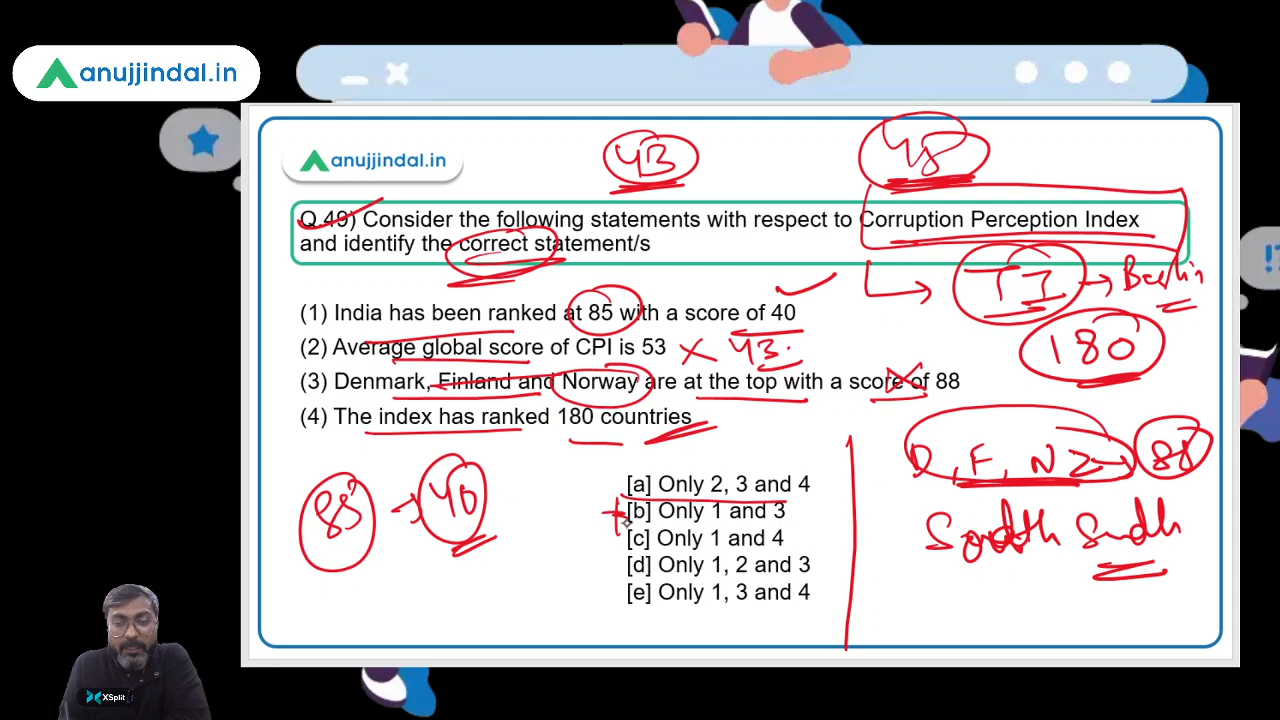 anujjindal.in
anujjindal.in
43
48
Q.49) Consider the following statements with respect to Corruption Perception Index
and identify the correct statement/s
TI → Berlin
(1) India has been ranked at 85 with a score of 40
(2) Average global score of CPI is 53
43.
180
(3) Denmark, Finland and Norway are at the top with a score of 88
(4) The index has ranked 180 countries
D, F, NZ → 88
85 → 40
[a] Only 2, 3 and 4
[b] Only 1 and 3
[c] Only 1 and 4
[d] Only 1, 2 and 3
[e] Only 1, 3 and 4
South
XSplit